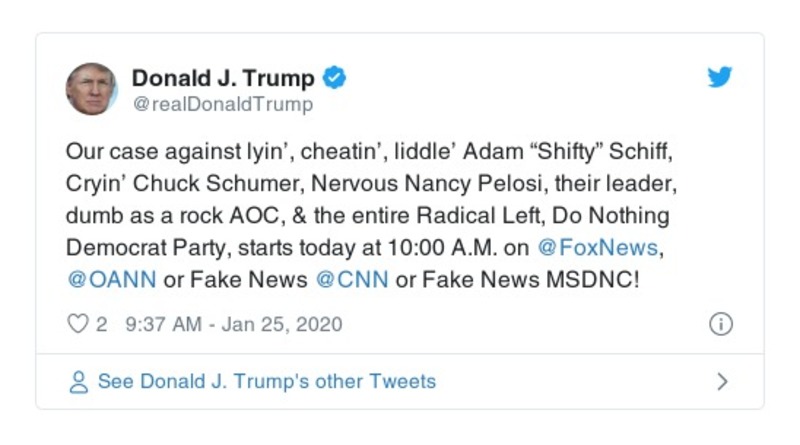 Donald J. Trump
@realDonaldTrump
Our case against lyin’, cheatin’, liddle’ Adam “Shifty” Schiff,
Cryin’ Chuck Schumer, Nervous Nancy Pelosi, their leader,
dumb as a rock AOC, & the entire Radical Left, Do Nothing
Democrat Party, starts today at 10:00 A.M. on @FoxNews,
@OANN or Fake News @CNN or Fake News MSDNC!
2 9:37 AM - Jan 25, 2020
See Donald J. Trump's other Tweets